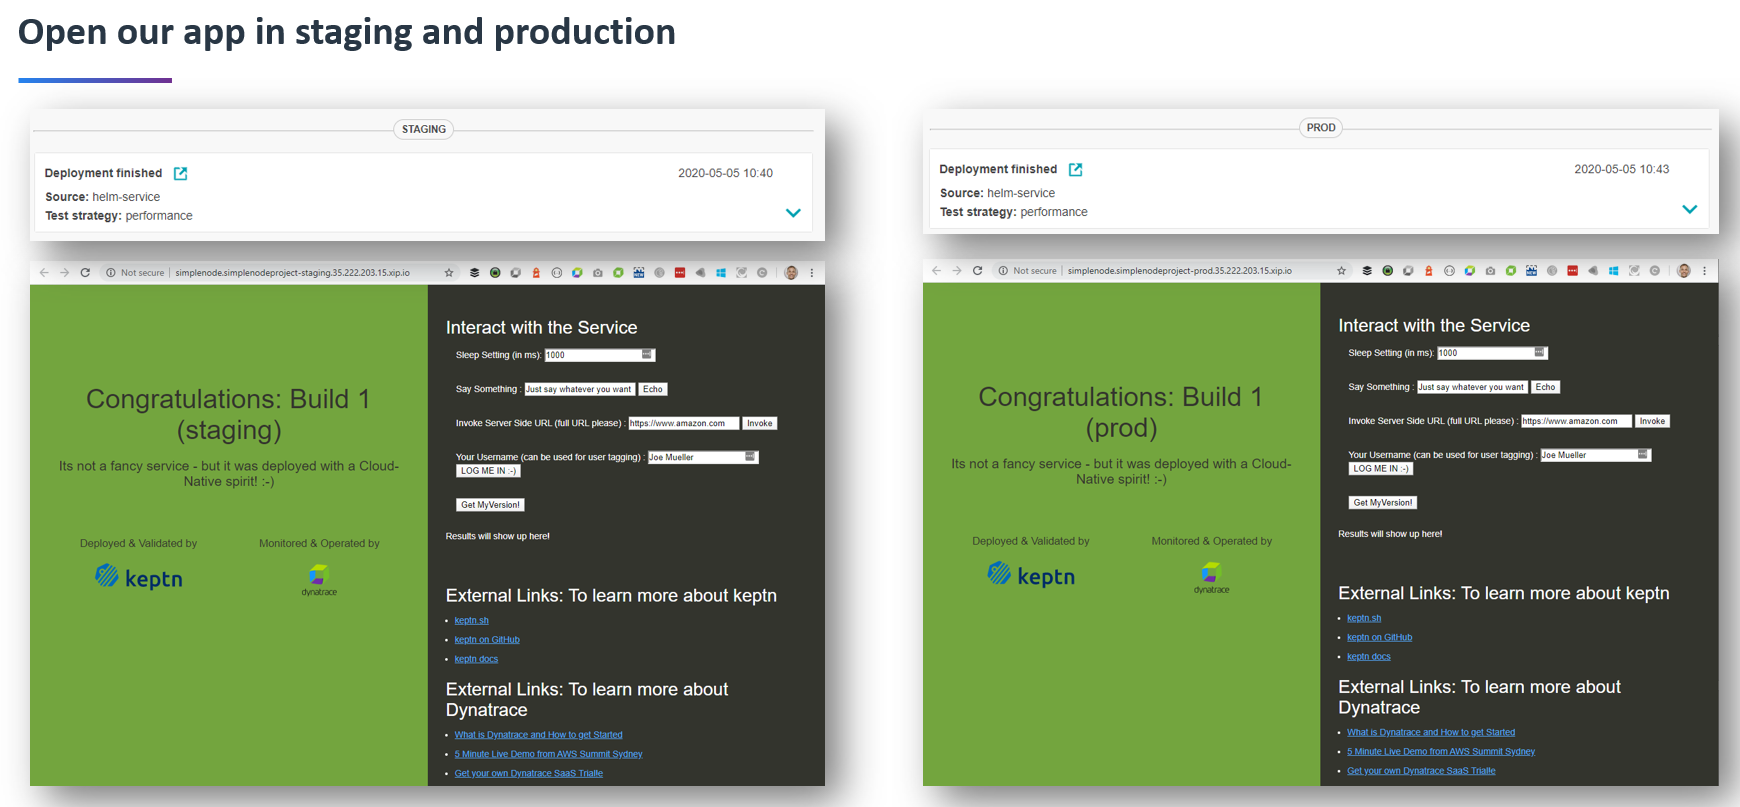 Open our app in staging and production
STAGING
Deployment finished
2020-05-05 10:40
Source: helm-service
Test strategy: performance
Not secure | simplenode.simplenodeproject-staging.35.222.203.15.xip.io
Congratulations: Build 1
(staging)
Its not a fancy service - but it was deployed with a Cloud-
Native spirit! :-)
Deployed & Validated by
Monitored & Operated by
keptn
dynatrace
Interact with the Service
Sleep Setting (in ms): 1000
Say Something : Just say whatever you want Echo
Invoke Server Side URL (full URL please) : https://www.amazon.com Invoke
Your Username (can be used for user tagging) : Joe Mueller
LOG ME IN :-)
Get MyVersion!
Results will show up here!
External Links: To learn more about keptn
keptn.sh
keptn on GitHub
keptn docs
External Links: To learn more about
Dynatrace
What is Dynatrace and How to get Started
5 Minute Live Demo from AWS Summit Sydney
Get your own Dynatrace SaaS Trialle
PROD
Deployment finished
2020-05-05 10:43
Source: helm-service
Test strategy: performance
Not secure | simplenode.simplenodeproject-prod.35.222.203.15.xip.io
Congratulations: Build 1
(prod)
Its not a fancy service - but it was deployed with a Cloud-
Native spirit! :-)
Deployed & Validated by
Monitored & Operated by
keptn
dynatrace
Interact with the Service
Sleep Setting (in ms): 1000
Say Something : Just say whatever you want Echo
Invoke Server Side URL (full URL please) : https://www.amazon.com Invoke
Your Username (can be used for user tagging) : Joe Mueller
LOG ME IN :-)
Get MyVersion!
Results will show up here!
External Links: To learn more about keptn
keptn.sh
keptn on GitHub
keptn docs
External Links: To learn more about
Dynatrace
What is Dynatrace and How to get Started
5 Minute Live Demo from AWS Summit Sydney
Get your own Dynatrace SaaS Trialle